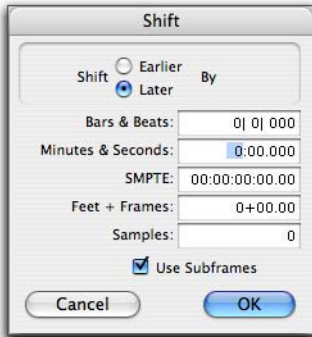 Shift
Shift Earlier By
Later
Bars & Beats: 0| 0| 000
Minutes & Seconds: 0:00.000
SMPTE: 00:00:00:00.00
Feet + Frames: 0+00.00
Samples: 0
Use Subframes
Cancel OK